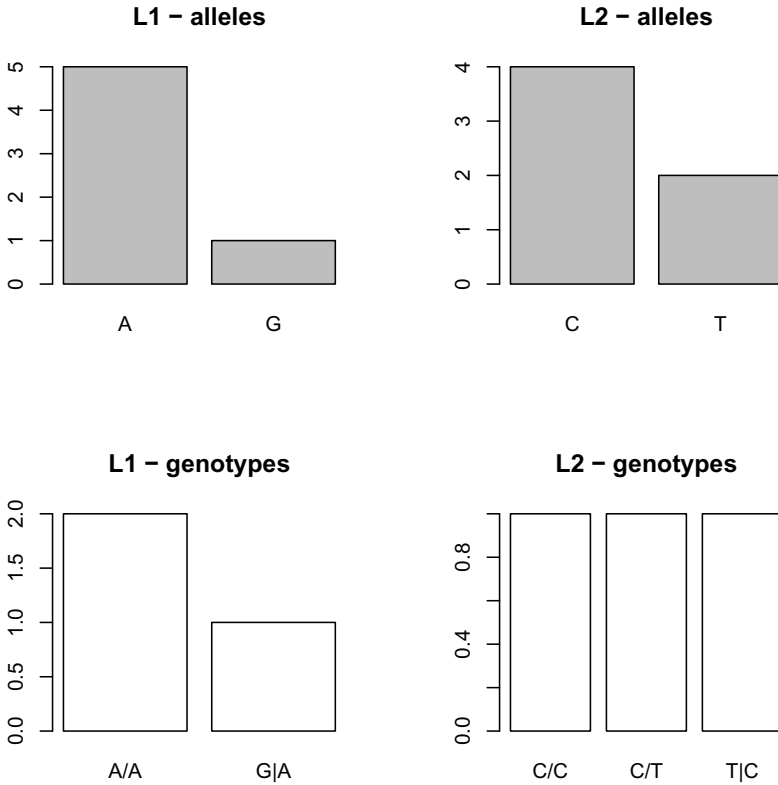 L1 − alleles
5
4
3
2
1
0
A G
L2 − alleles
4
3
2
1
0
C T
L1 − genotypes
2.0
1.5
1.0
0.5
0.0
A/A G|A
L2 − genotypes
0.8
0.4
0.0
C/C C/T T|C